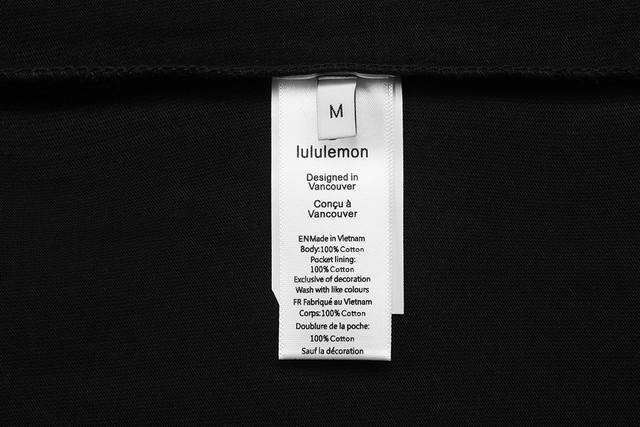 M
lululemon
Designed in
Vancouver
Conçu à
Vancouver
ENMade in Vietnam
Body:100% Cotton
Pocket lining:
100% Cotton
Exclusive of decoration
Wash with like colours
FR Fabriqué au Vietnam
Corps:100% Cotton
Doublure de la poche:
100% Cotton
Sauf la décoration